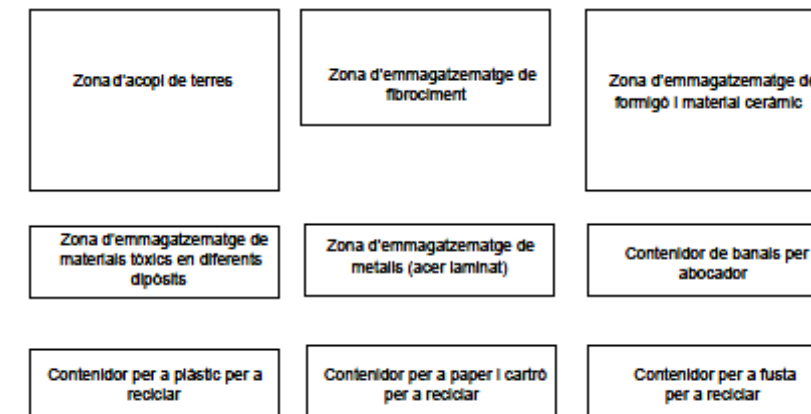 Zona d'acopi de terres
Zona d'emmagatzematge de
fibrociment
Zona d'emmagatzematge de
formigó i material ceràmic
Zona d'emmagatzematge de
materials tòxics en diferents
dipòsits
Zona d'emmagatzematge de
metalls (acer laminat)
Contenidor de banals per
abocador
Contenidor per a plàstic per a
reciclar
Contenidor per a paper i cartró
per a reciclar
Contenidor per a fusta
per a reciclar